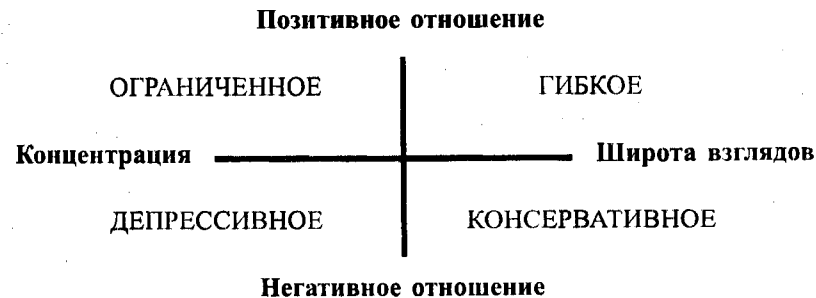 Позитивное отношение
ОГРАНИЧЕННОЕ ГИБКОЕ
Концентрация Широта взглядов
ДЕПРЕССИВНОЕ КОНСЕРВАТИВНОЕ
Негативное отношение